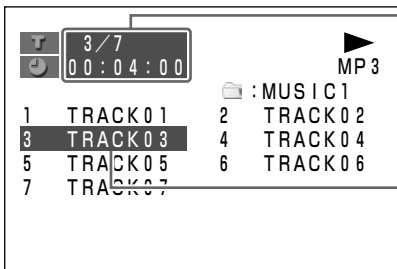 T 3/7
00:04:00 MP3
:MUSIC1
1 TRACK01 2 TRACK02
3 TRACK03 4 TRACK04
5 TRACK05 6 TRACK06
7 TRACK07